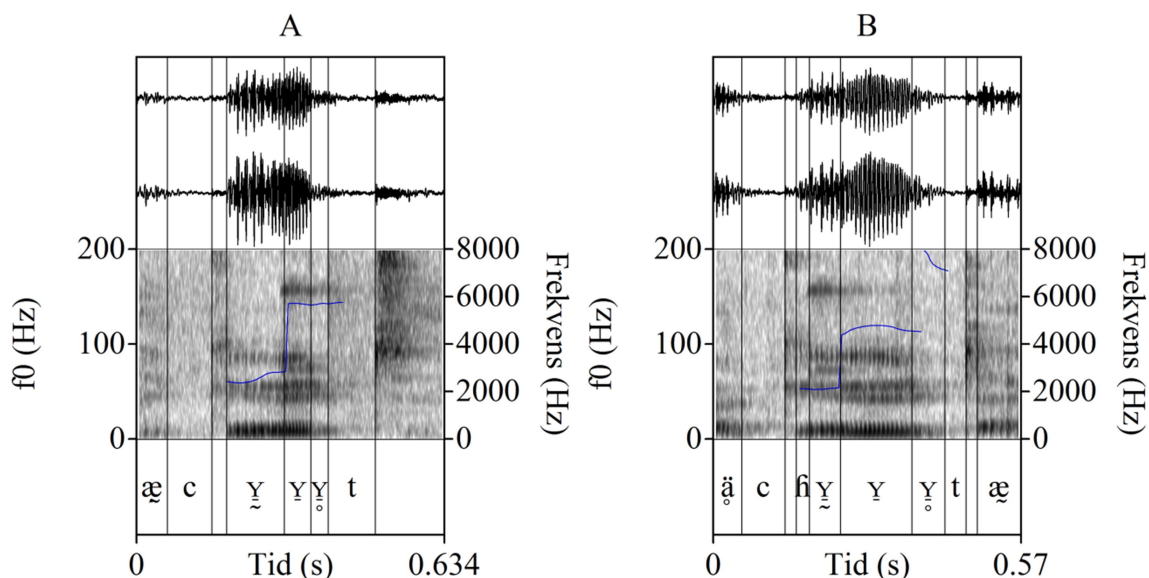 A
200
100
0
f0 (Hz)
8000
6000
4000
2000
0
Frekvens (Hz)
æ̰ c ʏ̠̰ ʏ̠ ʏ̠̥ t
0 Tid (s) 0.634
B
200
100
0
f0 (Hz)
8000
6000
4000
2000
0
Frekvens (Hz)
ḁ̈ c ɦ ʏ̠̰ ʏ̠ ʏ̠̥ t æ̰
0 Tid (s) 0.57